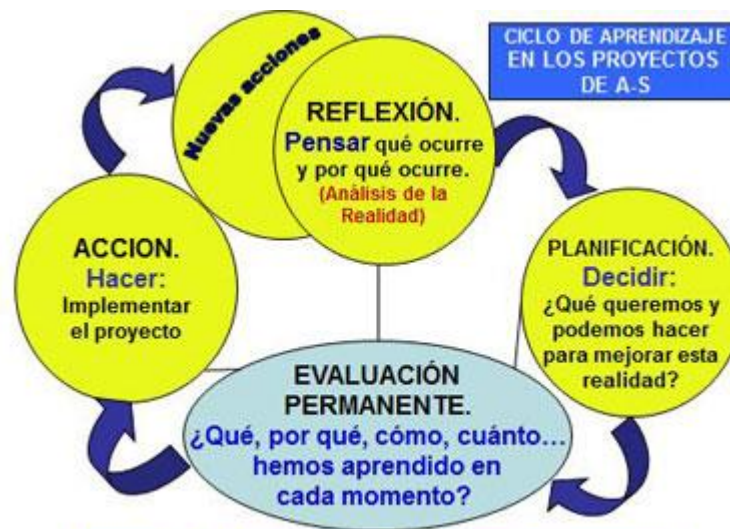 CICLO DE APRENDIZAJE
EN LOS PROYECTOS
DE A-S
Nuevas acciones
REFLEXIÓN.
Pensar qué ocurre
y por qué ocurre.
(Análisis de la
Realidad)
PLANIFICACIÓN.
Decidir:
¿Qué queremos y
podemos hacer
para mejorar esta
realidad?
ACCION.
Hacer:
Implementar
el proyecto
EVALUACIÓN
PERMANENTE.
¿Qué, por qué, cómo, cuánto…
hemos aprendido en
cada momento?